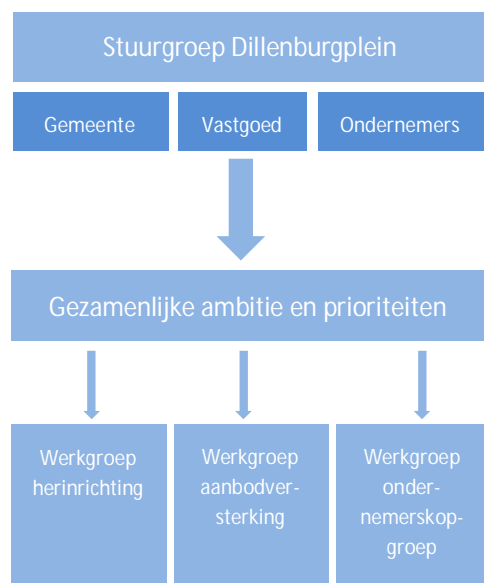 Stuurgroep Dillenburgplein
Gemeente
Vastgoed
Ondernemers
Gezamenlijke ambitie en prioriteiten
Werkgroep
herinrichting
Werkgroep
aanbodver-
sterking
Werkgroep
onder-
nemerskop-
groep